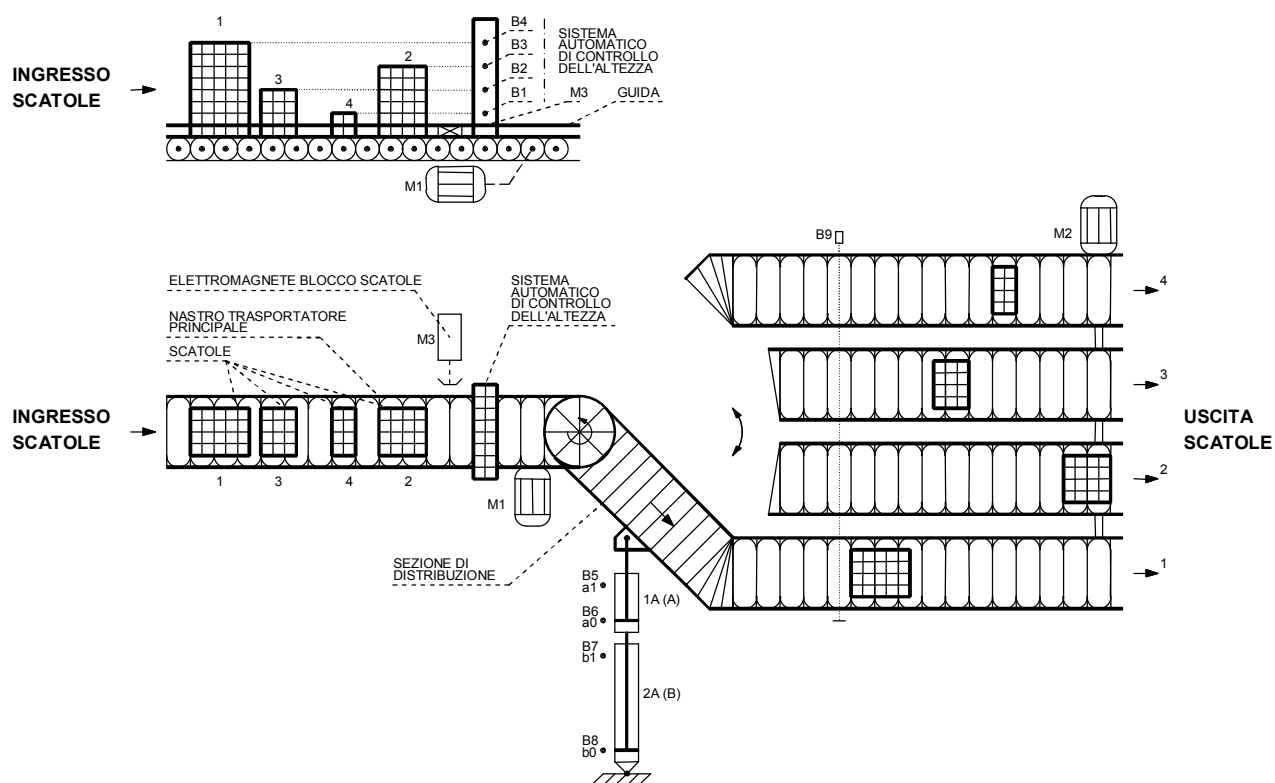 1
B4
SISTEMA
AUTOMATICO
DI CONTROLLO
DELL'ALTEZZA
B3
2
INGRESSO
SCATOLE
3
B2
4
B1
M3
GUIDA
M1
B9
M2
ELETTROMAGNETE BLOCCO SCATOLE
SISTEMA
AUTOMATICO
DI CONTROLLO
DELL'ALTEZZA
4
NASTRO TRASPORTATORE
PRINCIPALE
M3
SCATOLE
3
INGRESSO
SCATOLE
USCITA
SCATOLE
1
3
4
2
2
M1
SEZIONE DI
DISTRIBUZIONE
1
B5
a1
1A (A)
B6
a0
B7
b1
2A (B)
B8
b0